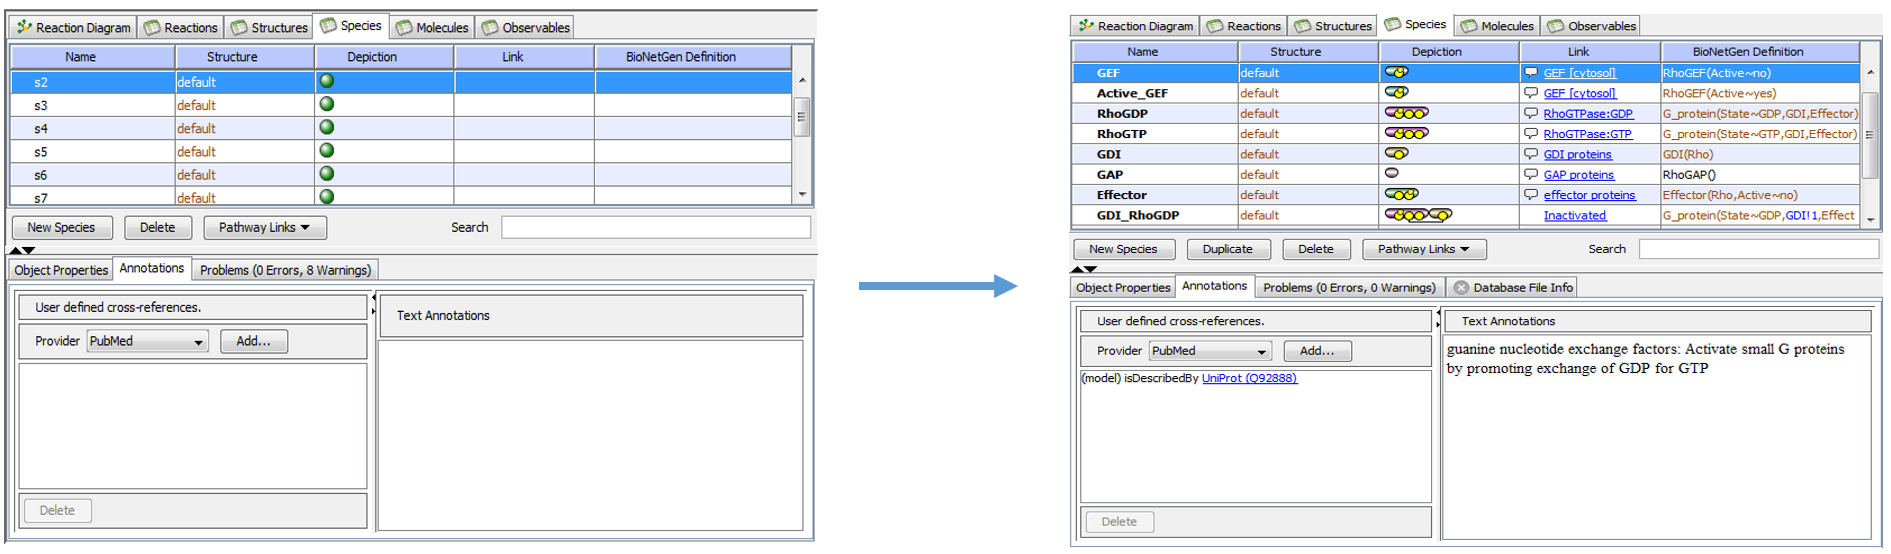 Reaction Diagram Reactions Structures Species Molecules Observables
Name Structure Depiction Link BioNetGen Definition
s2 default
s3 default
s4 default
s5 default
s6 default
s7 default
New Species Delete Pathway Links Search
Object Properties Annotations Problems (0 Errors, 8 Warnings)
User defined cross-references.
Provider PubMed Add...
Delete
Text Annotations
Reaction Diagram Reactions Structures Species Molecules Observables
Name Structure Depiction Link BioNetGen Definition
GEF default GEF [cytosol] RhoGEF(Active~no)
Active_GEF default GEF [cytosol] RhoGEF(Active~yes)
RhoGDP default RhoGTPase:GDP G_protein(State~GDP,GDI,Effector)
RhoGTP default RhoGTPase:GTP G_protein(State~GTP,GDI,Effector)
GDI default GDI proteins GDI(Rho)
GAP default GAP proteins RhoGAP()
Effector default effector proteins Effector(Rho,Active~no)
GDI_RhoGDP default Inactivated G_protein(State~GDP,GDI!1,Effect
New Species Duplicate Delete Pathway Links Search
Object Properties Annotations Problems (0 Errors, 0 Warnings) Database File Info
User defined cross-references.
Provider PubMed Add...
(model) isDescribedBy UniProt (Q92888)
Delete
Text Annotations
guanine nucleotide exchange factors: Activate small G proteins
by promoting exchange of GDP for GTP